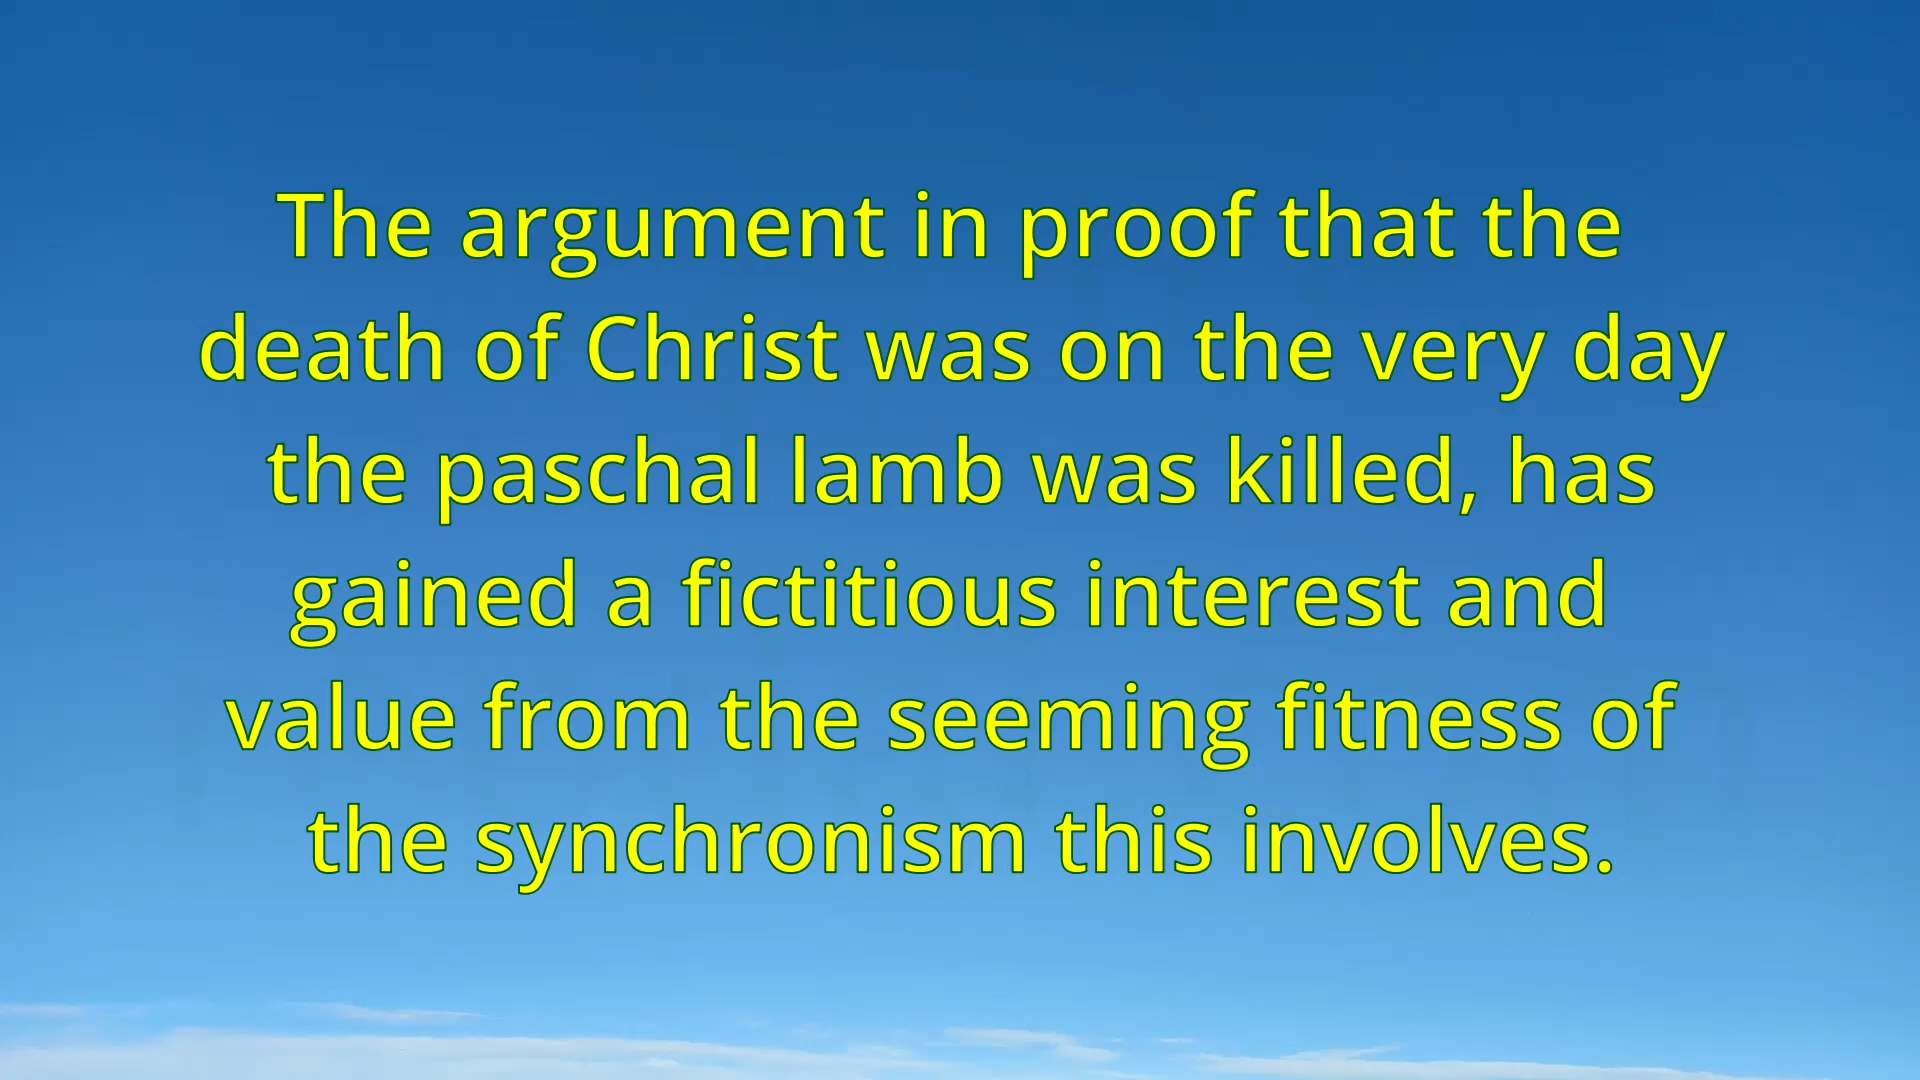 The argument in proof that the
death of Christ was on the very day
the paschal lamb was killed, has
gained a fictitious interest and
value from the seeming fitness of
the synchronism this involves.